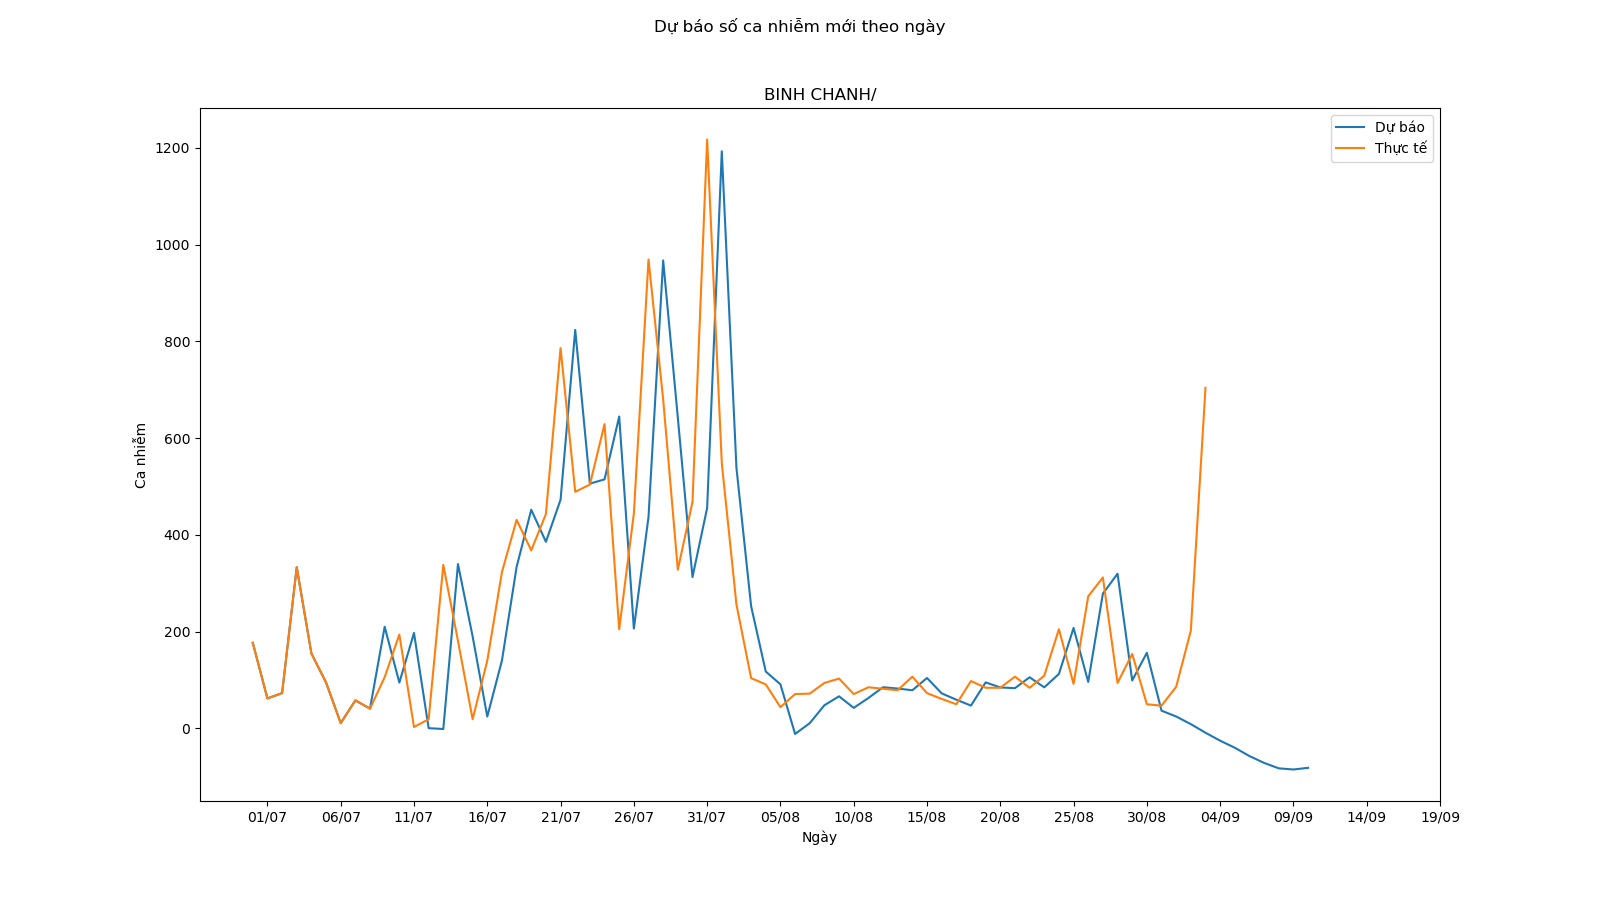 Dự báo số ca nhiễm mới theo ngày
BINH CHANH/
Dự báo
Thực tế
1200
1000
800
600
400
200
0
Ca nhiễm
01/07 06/07 11/07 16/07 21/07 26/07 31/07 05/08 10/08 15/08 20/08 25/08 30/08 04/09 09/09 14/09 19/09
Ngày